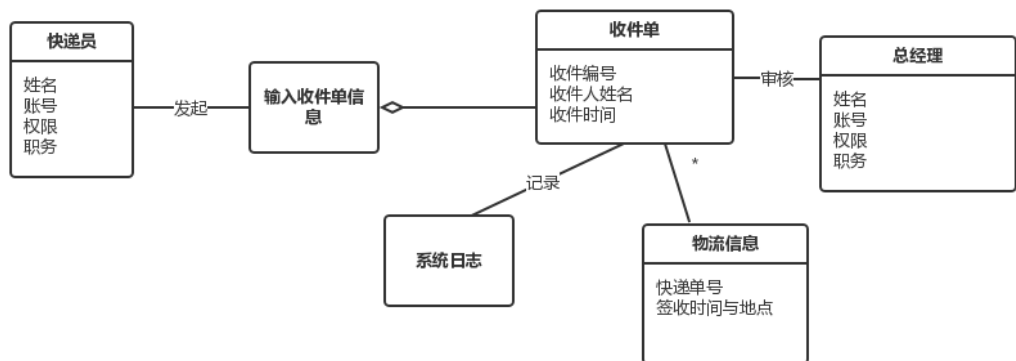 快递员
姓名
账号
权限
职务
发起
输入收件单信
息
收件单
收件编号
收件人姓名
收件时间
审核
总经理
姓名
账号
权限
职务
记录
*
系统日志
物流信息
快递单号
签收时间与地点